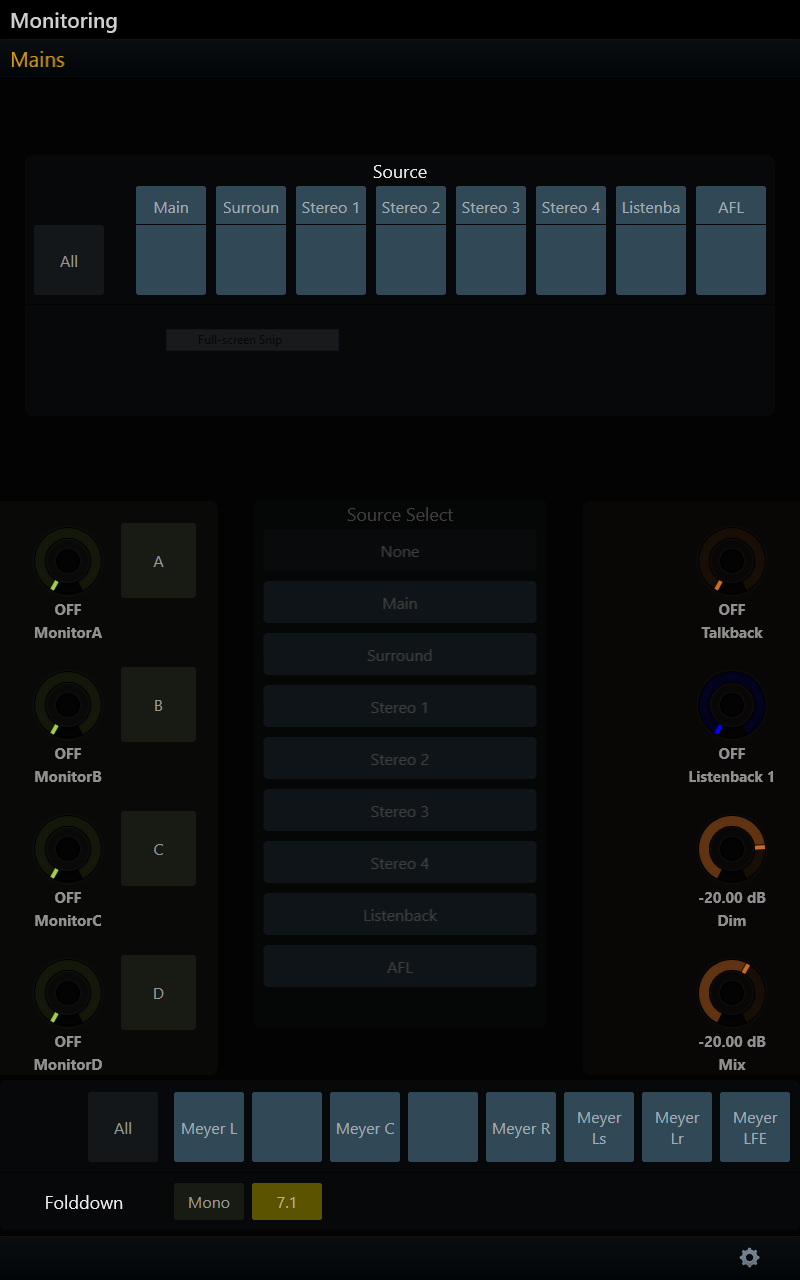 Monitoring
Mains
Source
Main Surroun Stereo 1 Stereo 2 Stereo 3 Stereo 4 Listenba AFL
All
Full-screen Snip
Source Select
None
Main
Surround
Stereo 1
Stereo 2
Stereo 3
Stereo 4
Listenback
AFL
A
OFF
MonitorA
B
OFF
MonitorB
C
OFF
MonitorC
D
OFF
MonitorD
OFF
Talkback
OFF
Listenback 1
-20.00 dB
Dim
-20.00 dB
Mix
All
Meyer L
Meyer C
Meyer R
Meyer
Ls
Meyer
Lr
Meyer
LFE
Folddown Mono 7.1